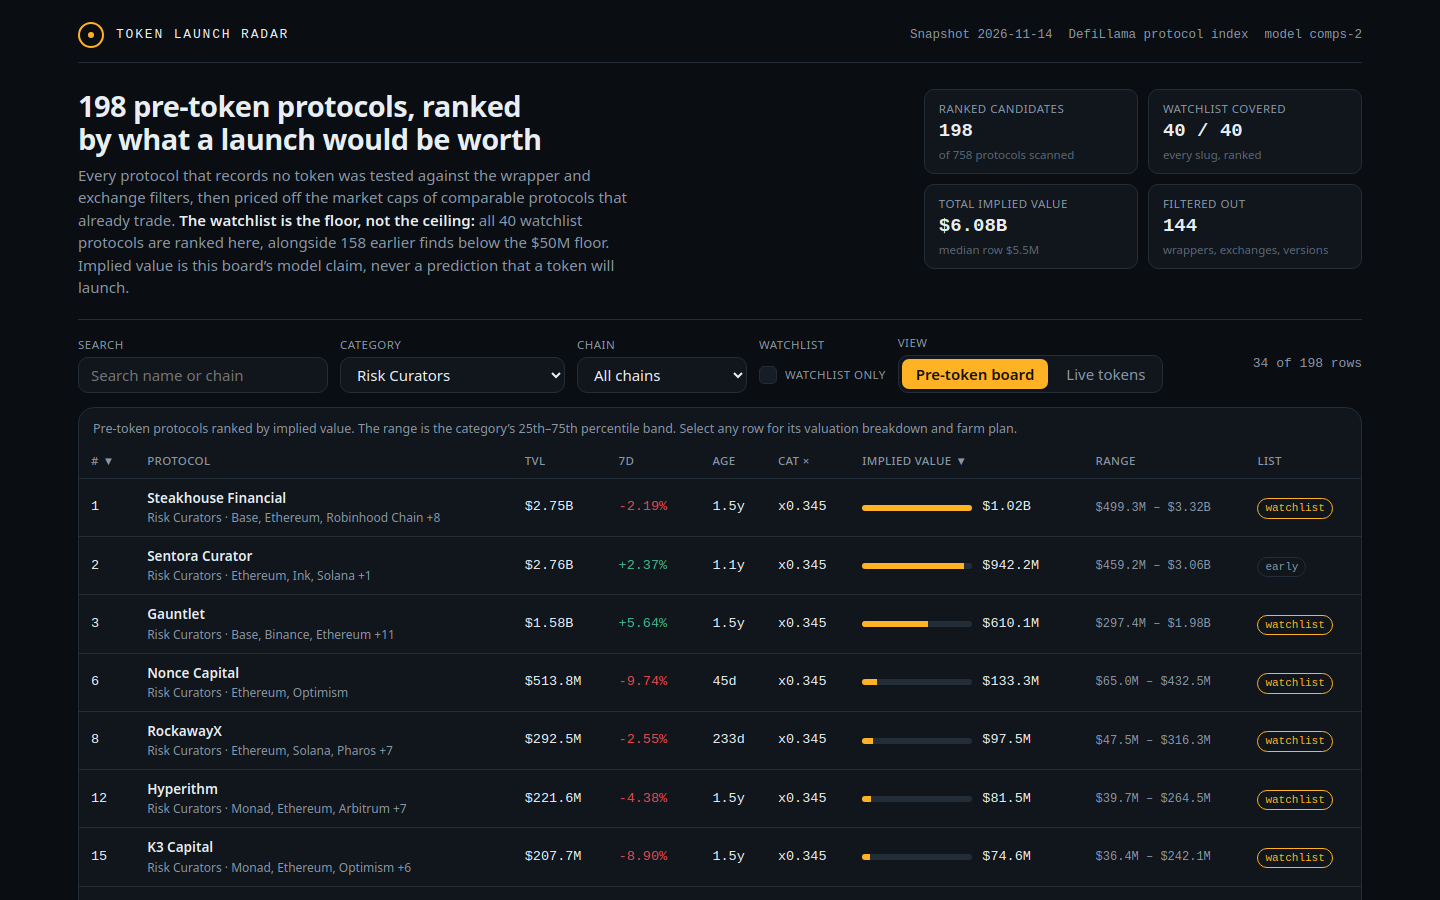 TOKEN LAUNCH RADAR
Snapshot 2026-11-14 DefiLlama protocol index model comps-2
198 pre-token protocols, ranked
by what a launch would be worth
Every protocol that records no token was tested against the wrapper and
exchange filters, then priced off the market caps of comparable protocols that
already trade. The watchlist is the floor, not the ceiling: all 40 watchlist
protocols are ranked here, alongside 158 earlier finds below the $50M floor.
Implied value is this board's model claim, never a prediction that a token will
launch.
RANKED CANDIDATES
198
of 758 protocols scanned
WATCHLIST COVERED
40 / 40
every slug, ranked
TOTAL IMPLIED VALUE
$6.08B
median row $5.5M
FILTERED OUT
144
wrappers, exchanges, versions
SEARCH
Search name or chain
CATEGORY
Risk Curators
CHAIN
All chains
WATCHLIST
WATCHLIST ONLY
VIEW
Pre-token board
Live tokens
34 of 198 rows
Pre-token protocols ranked by implied value. The range is the category's 25th–75th percentile band. Select any row for its valuation breakdown and farm plan.
# ▼ PROTOCOL TVL 7D AGE CAT × IMPLIED VALUE ▼ RANGE LIST
1 Steakhouse Financial $2.75B -2.19% 1.5y x0.345 $1.02B $499.3M – $3.32B watchlist
Risk Curators · Base, Ethereum, Robinhood Chain +8
2 Sentora Curator $2.76B +2.37% 1.1y x0.345 $942.2M $459.2M – $3.06B early
Risk Curators · Ethereum, Ink, Solana +1
3 Gauntlet $1.58B +5.64% 1.5y x0.345 $610.1M $297.4M – $1.98B watchlist
Risk Curators · Base, Binance, Ethereum +11
6 Nonce Capital $513.8M -9.74% 45d x0.345 $133.3M $65.0M – $432.5M watchlist
Risk Curators · Ethereum, Optimism
8 RockawayX $292.5M -2.55% 233d x0.345 $97.5M $47.5M – $316.3M watchlist
Risk Curators · Ethereum, Solana, Pharos +7
12 Hyperithm $221.6M -4.38% 1.5y x0.345 $81.5M $39.7M – $264.5M watchlist
Risk Curators · Monad, Ethereum, Arbitrum +7
15 K3 Capital $207.7M -8.90% 1.5y x0.345 $74.6M $36.4M – $242.1M watchlist
Risk Curators · Monad, Ethereum, Optimism +6